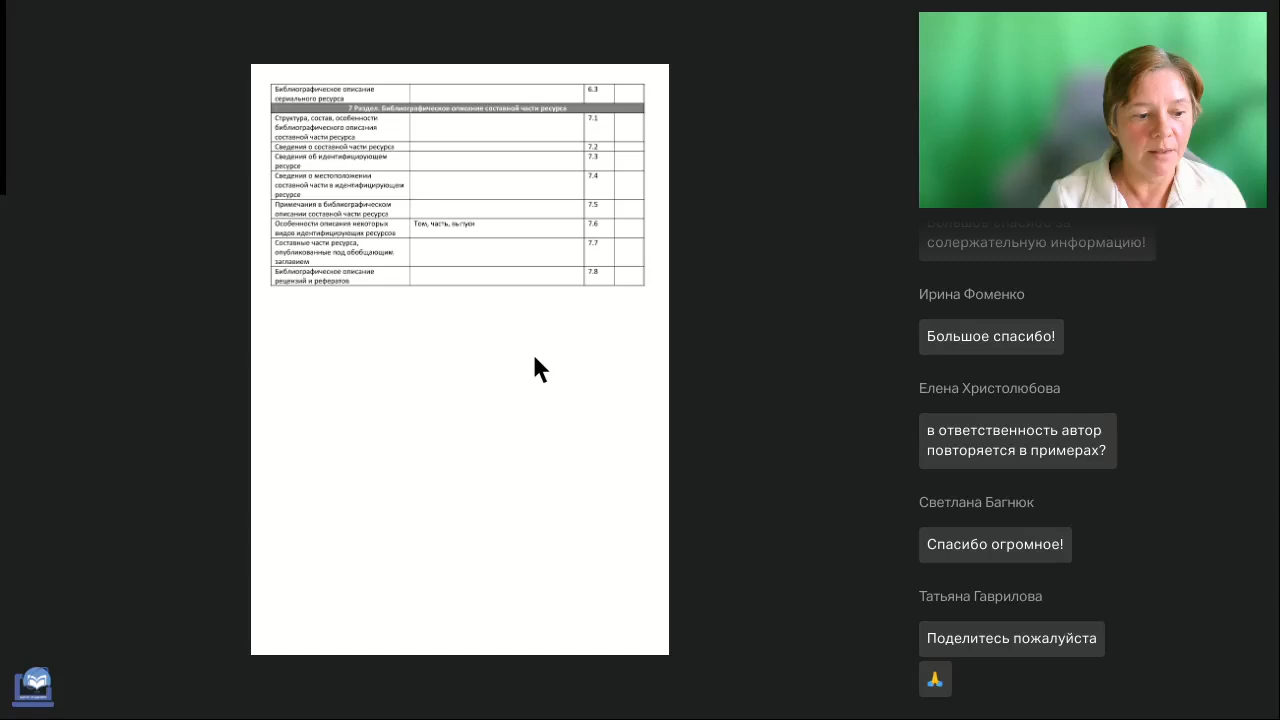 Библиографическое описание
сериального ресурса
6.3
7 Раздел. Библиографическое описание составной части ресурса
Структура, состав, особенности
библиографического описания
составной части ресурса
7.1
Сведения о составной части ресурса
7.2
Сведения об идентифицирующем
ресурсе
7.3
Сведения о местоположении
составной части в идентифицирующем
ресурсе
7.4
Примечания в библиографическом
описании составной части ресурса
7.5
Особенности описания некоторых
видов идентифицирующих ресурсов
Том, часть, выпуск
7.6
Составные части ресурса,
опубликованные под обобщающим
заглавием
7.7
Библиографическое описание
рецензий и рефератов
7.8
Большое спасибо за
солержательную информацию!
Ирина Фоменко
Большое спасибо!
Елена Христолюбова
в ответственность автор
повторяется в примерах?
Светлана Багнюк
Спасибо огромное!
Татьяна Гаврилова
Поделитесь пожалуйста
🙏